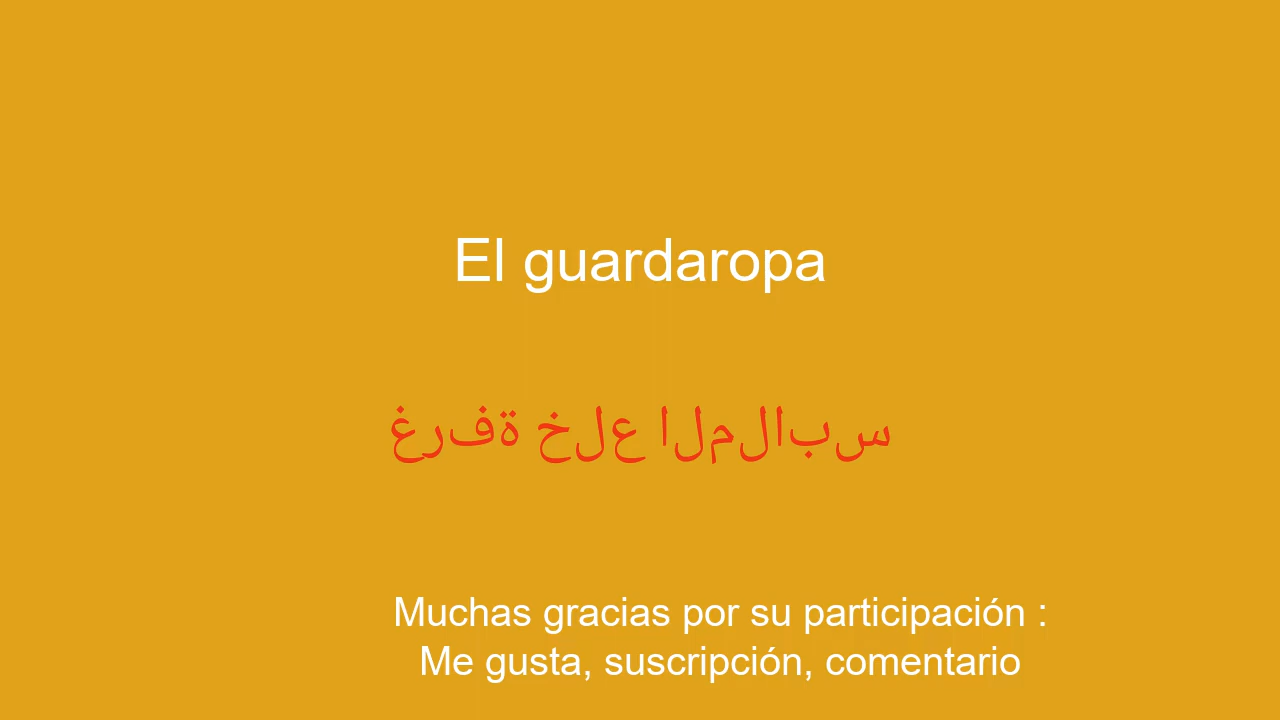 El guardaropa
غرفة خلع الملابس
Muchas gracias por su participación :
Me gusta, suscripción, comentario